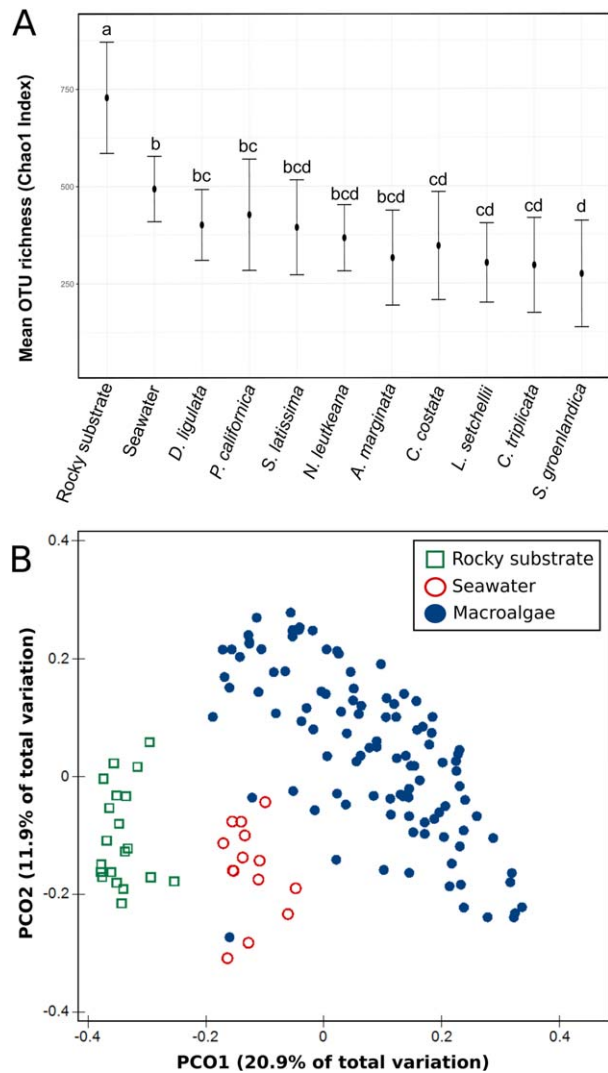 A
Mean OTU richness (Chao1 Index)
750
500
250
a
b
bc
bc
bcd
bcd
bcd
cd
cd
cd
d
Rocky substrate
Seawater
D. ligulata
P. californica
S. latissima
N. leutkeana
A. marginata
C. costata
L. setchellii
C. triplicata
S. groenlandica
B
Rocky substrate
Seawater
Macroalgae
PCO2 (11.9% of total variation)
0.4
0.2
0
-0.2
-0.4
-0.4
-0.2
0
0.2
0.4
PCO1 (20.9% of total variation)